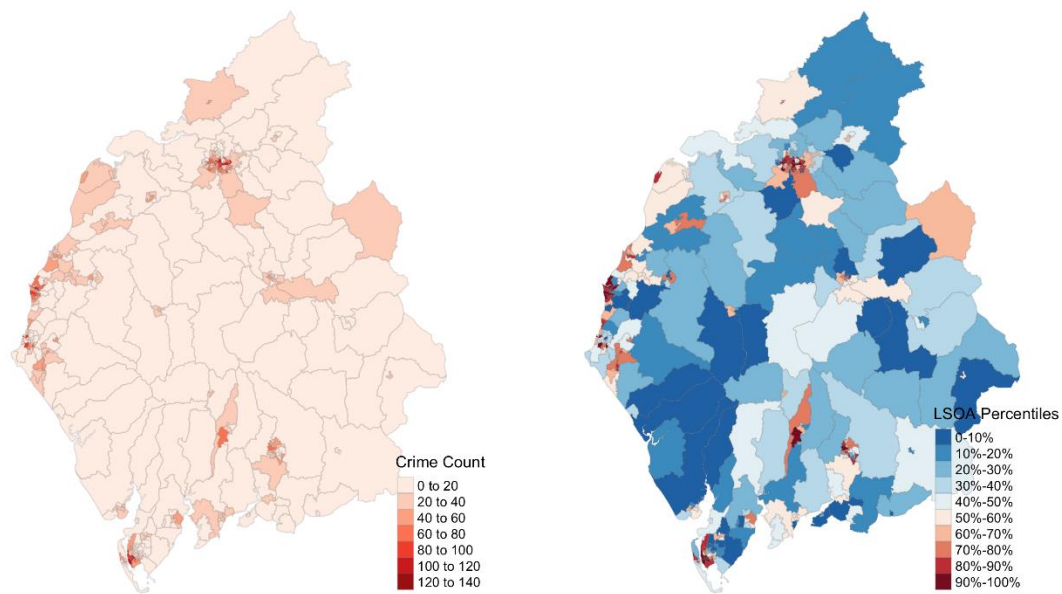 Crime Count
0 to 20
20 to 40
40 to 60
60 to 80
80 to 100
100 to 120
120 to 140
LSOA Percentiles
0-10%
10%-20%
20%-30%
30%-40%
40%-50%
50%-60%
60%-70%
70%-80%
80%-90%
90%-100%